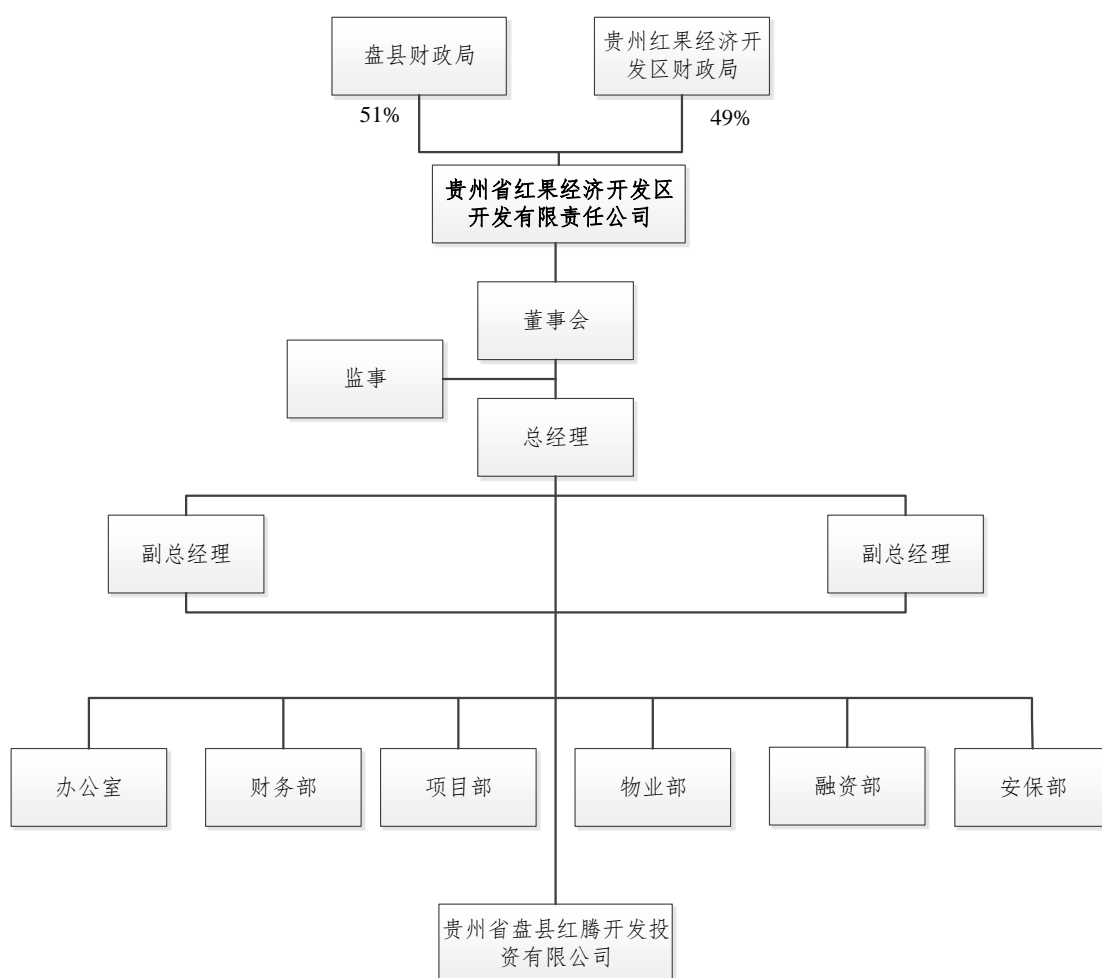 盘县财政局
贵州红果经济开
发区财政局
51%
49%
贵州省红果经济开发区
开发有限责任公司
董事会
监事
总经理
副总经理
副总经理
办公室
财务部
项目部
物业部
融资部
安保部
贵州省盘县红腾开发投
资有限公司